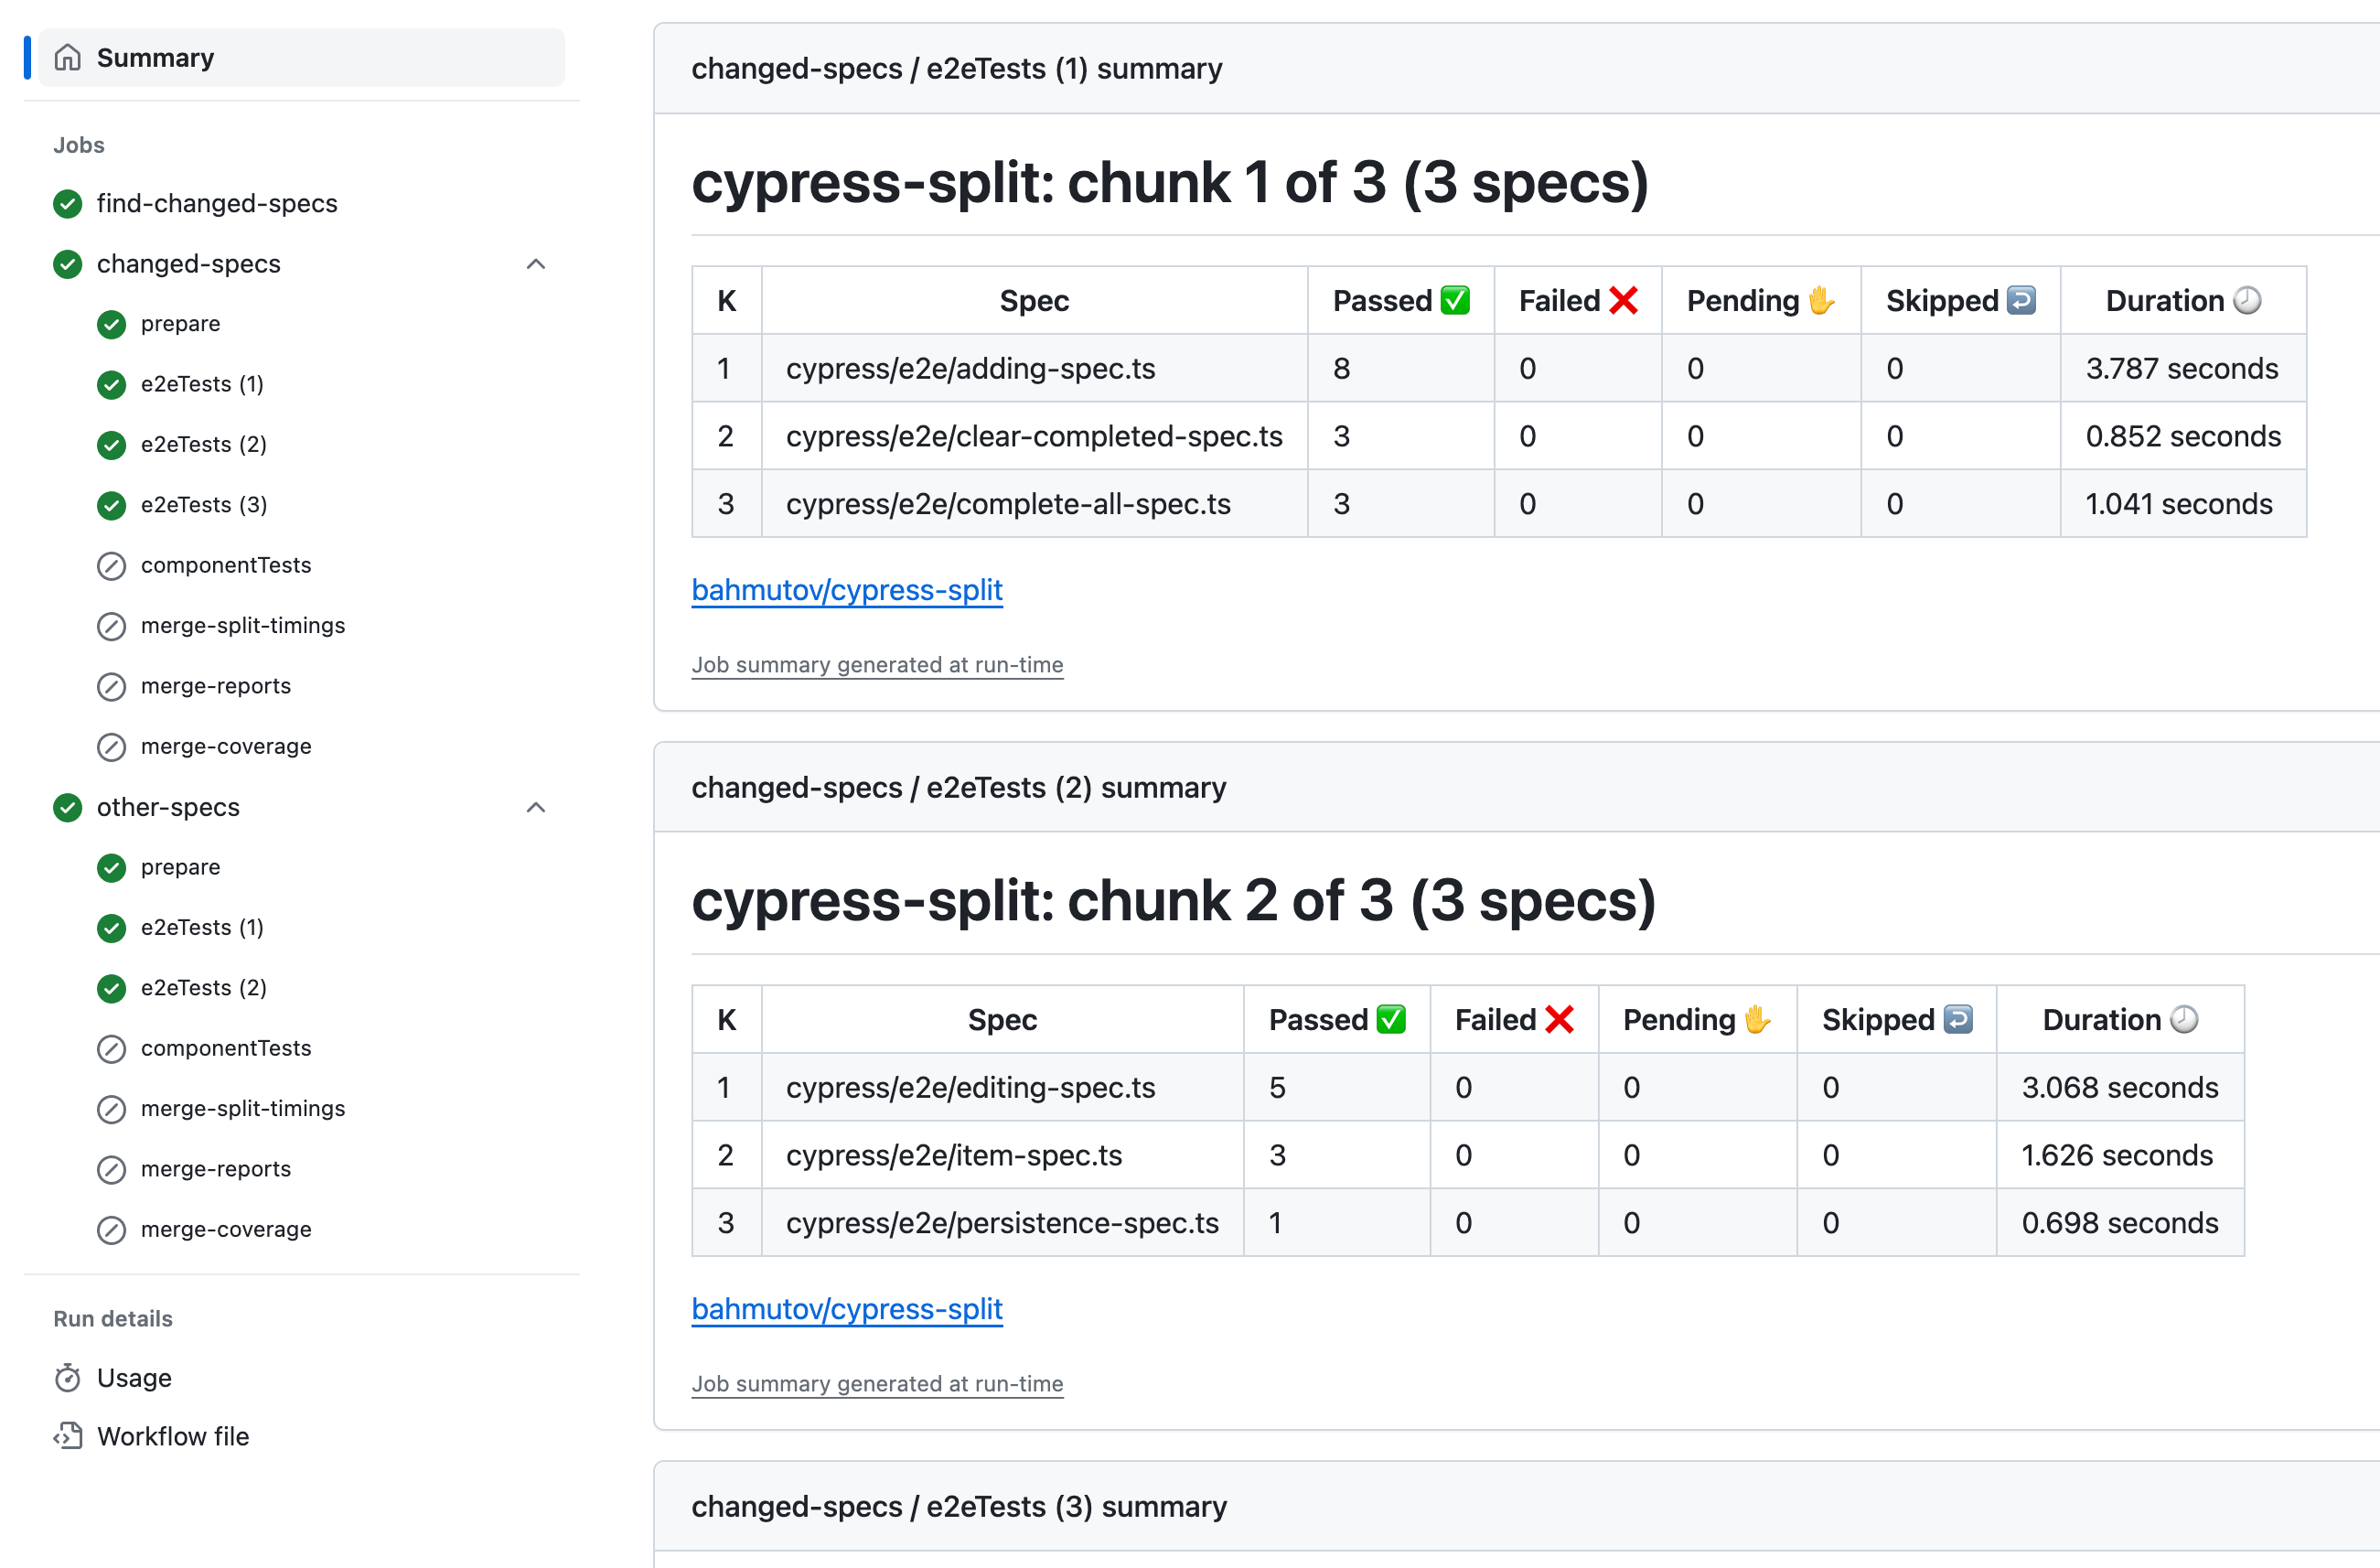 Summary
Jobs
find-changed-specs
changed-specs
prepare
e2eTests (1)
e2eTests (2)
e2eTests (3)
componentTests
merge-split-timings
merge-reports
merge-coverage
other-specs
prepare
e2eTests (1)
e2eTests (2)
componentTests
merge-split-timings
merge-reports
merge-coverage
Run details
Usage
Workflow file
changed-specs / e2eTests (1) summary
cypress-split: chunk 1 of 3 (3 specs)
K Spec Passed ✅ Failed ❌ Pending ✋ Skipped ↩️ Duration 🕗
1 cypress/e2e/adding-spec.ts 8 0 0 0 3.787 seconds
2 cypress/e2e/clear-completed-spec.ts 3 0 0 0 0.852 seconds
3 cypress/e2e/complete-all-spec.ts 3 0 0 0 1.041 seconds
bahmutov/cypress-split
Job summary generated at run-time
changed-specs / e2eTests (2) summary
cypress-split: chunk 2 of 3 (3 specs)
K Spec Passed ✅ Failed ❌ Pending ✋ Skipped ↩️ Duration 🕗
1 cypress/e2e/editing-spec.ts 5 0 0 0 3.068 seconds
2 cypress/e2e/item-spec.ts 3 0 0 0 1.626 seconds
3 cypress/e2e/persistence-spec.ts 1 0 0 0 0.698 seconds
bahmutov/cypress-split
Job summary generated at run-time
changed-specs / e2eTests (3) summary